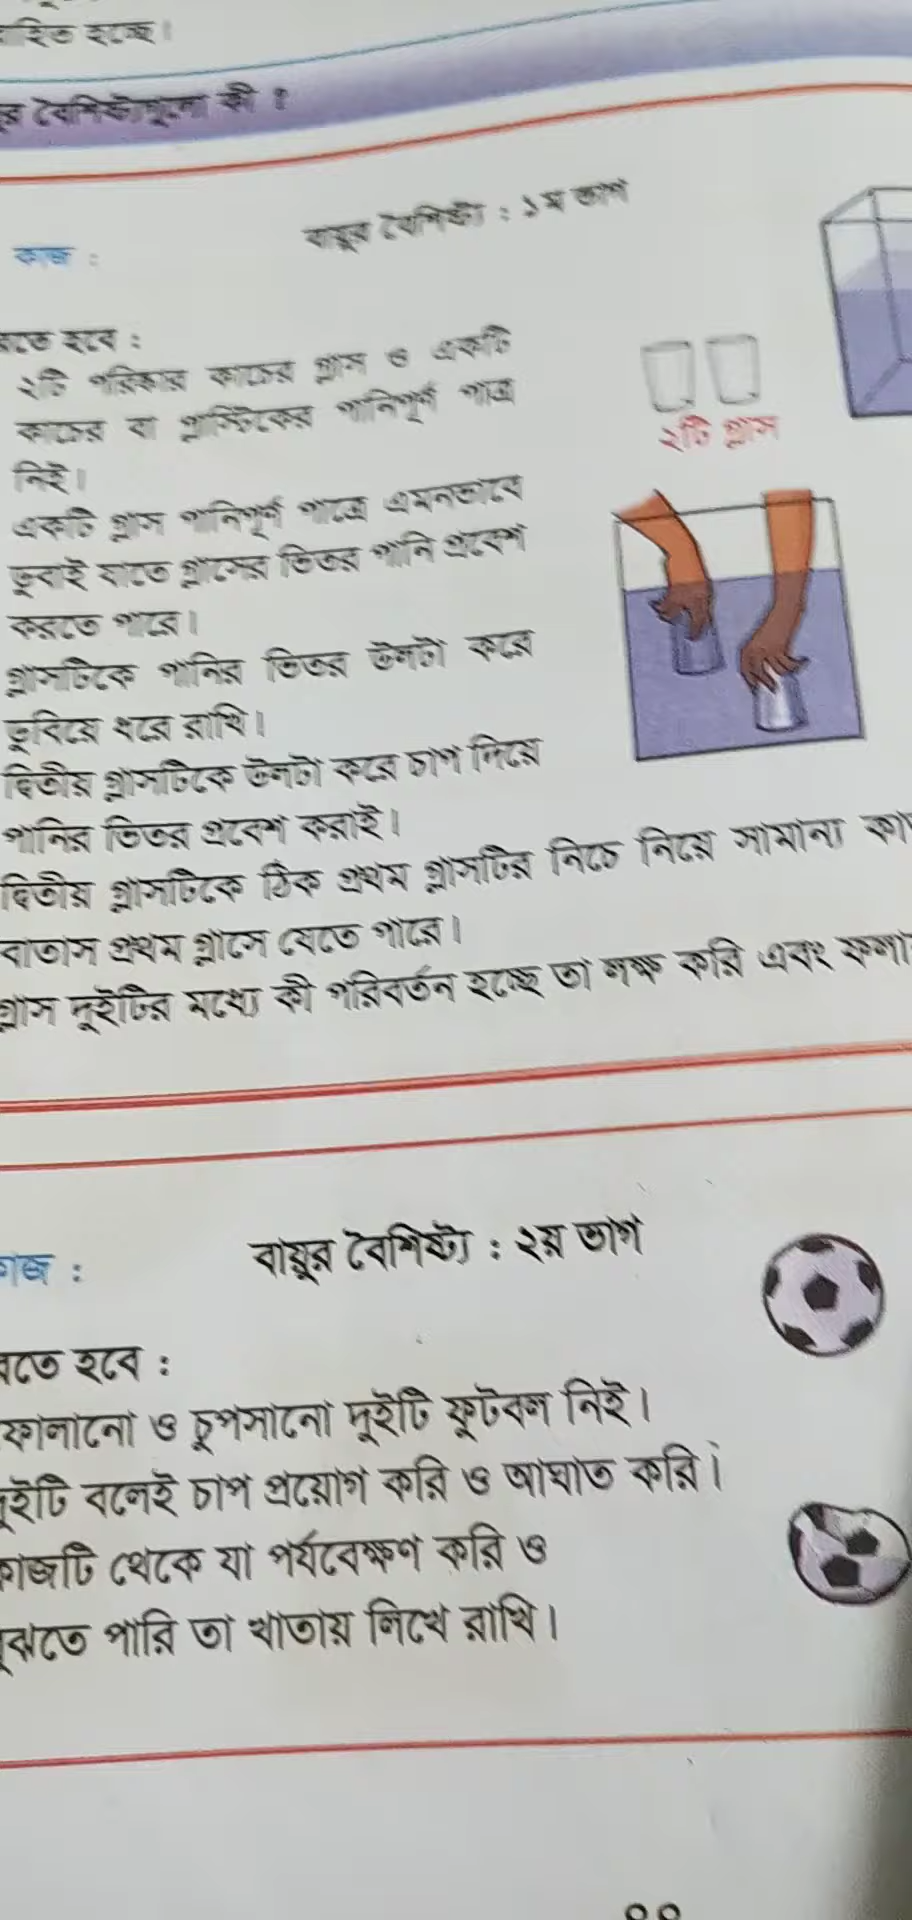 হচ্ছে।
বৈশিষ্ট্যগুলো কী ?
বায়ুর বৈশিষ্ট্য : ১ম ভাগ
কাজ :
হবে :
২টি পরিষ্কার কাচের গ্লাস ও একটি
কাচের বা প্লাস্টিকের পানিপূর্ণ পাত্র
নিই।
২টি গ্লাস
একটি গ্লাস পানিপূর্ণ পাত্রে এমনভাবে
ডুবাই যাতে গ্লাসের ভিতর পানি প্রবেশ
করতে পারে।
গ্লাসটিকে পানির ভিতর উলটো করে
ডুবিয়ে ধরে রাখি।
দ্বিতীয় গ্লাসটিকে উলটো করে চাপ দিয়ে
পানির ভিতর প্রবেশ করাই।
দ্বিতীয় গ্লাসটিকে ঠিক প্রথম গ্লাসটির নিচে নিয়ে সামান্য
বাতাস প্রথম গ্লাসে যেতে পারে।
গ্লাস দুইটির মধ্যে কী পরিবর্তন হচ্ছে তা লক্ষ করি এবং
বায়ুর বৈশিষ্ট্য : ২য় ভাগ
হবে :
ফোলানো ও চুপসানো দুইটি ফুটবল নিই।
দুইটি বলেই চাপ প্রয়োগ করি ও আঘাত করি।
কাজটি থেকে যা পর্যবেক্ষণ করি ও
বুঝতে পারি তা খাতায় লিখে রাখি।